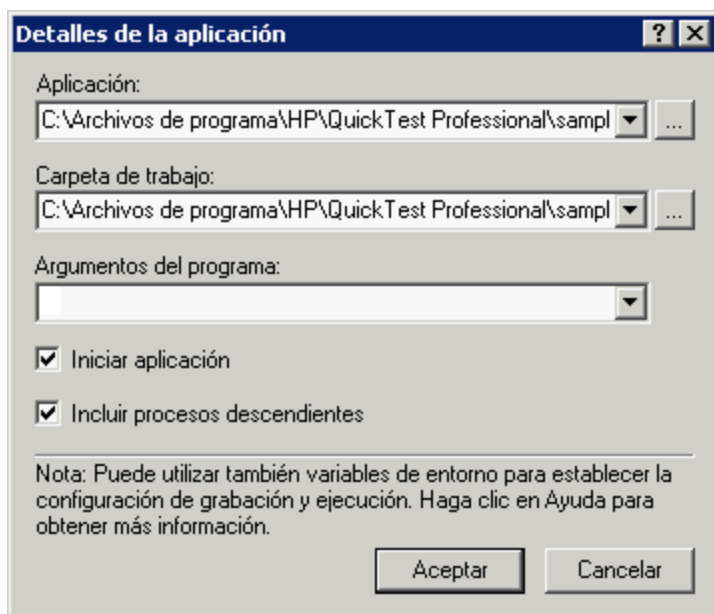 Detalles de la aplicación
Aplicación:
C:\Archivos de programa\HP\QuickTest Professional\sampl
...
Carpeta de trabajo:
C:\Archivos de programa\HP\QuickTest Professional\sampl
...
Argumentos del programa:
Iniciar aplicación
Incluir procesos descendientes
Nota: Puede utilizar también variables de entorno para establecer la
configuración de grabación y ejecución. Haga clic en Ayuda para
obtener más información.
Aceptar
Cancelar